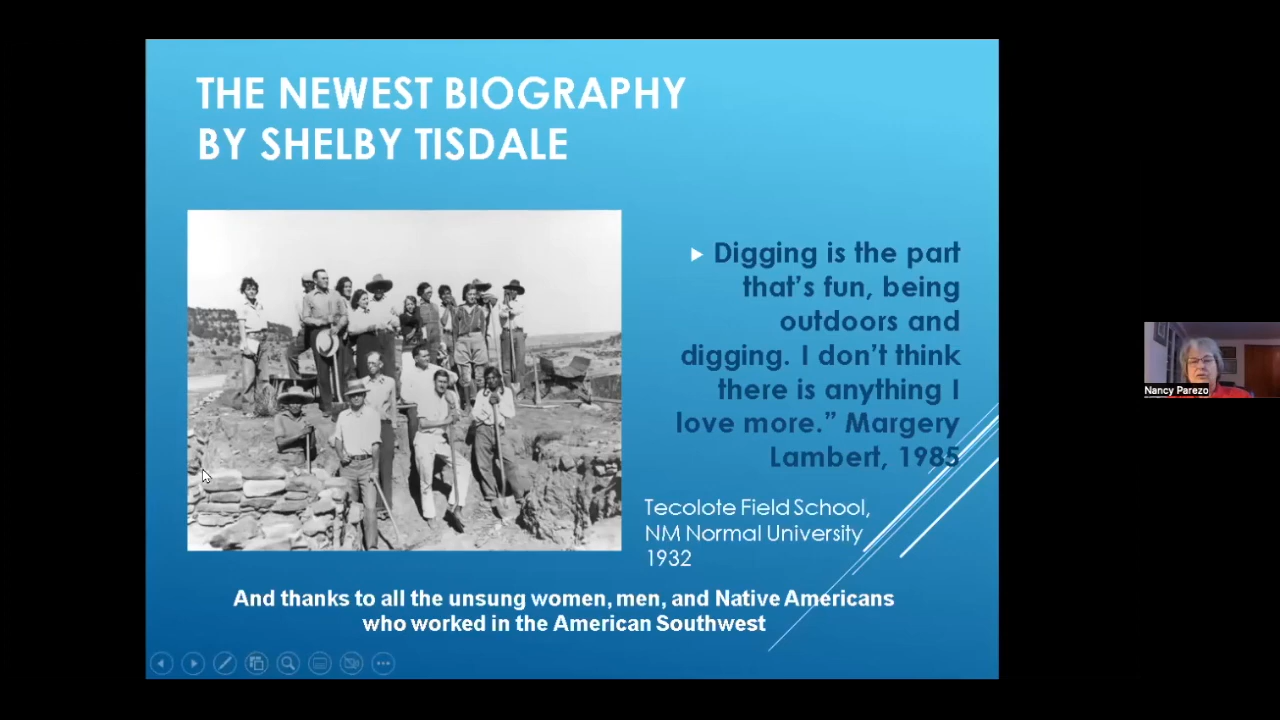 THE NEWEST BIOGRAPHY
BY SHELBY TISDALE
Digging is the part
that's fun, being
outdoors and
digging. I don't think
there is anything I
love more.” Margery
Lambert, 1985
Tecolote Field School,
NM Normal University
1932
And thanks to all the unsung women, men, and Native Americans
who worked in the American Southwest
Nancy Parezo